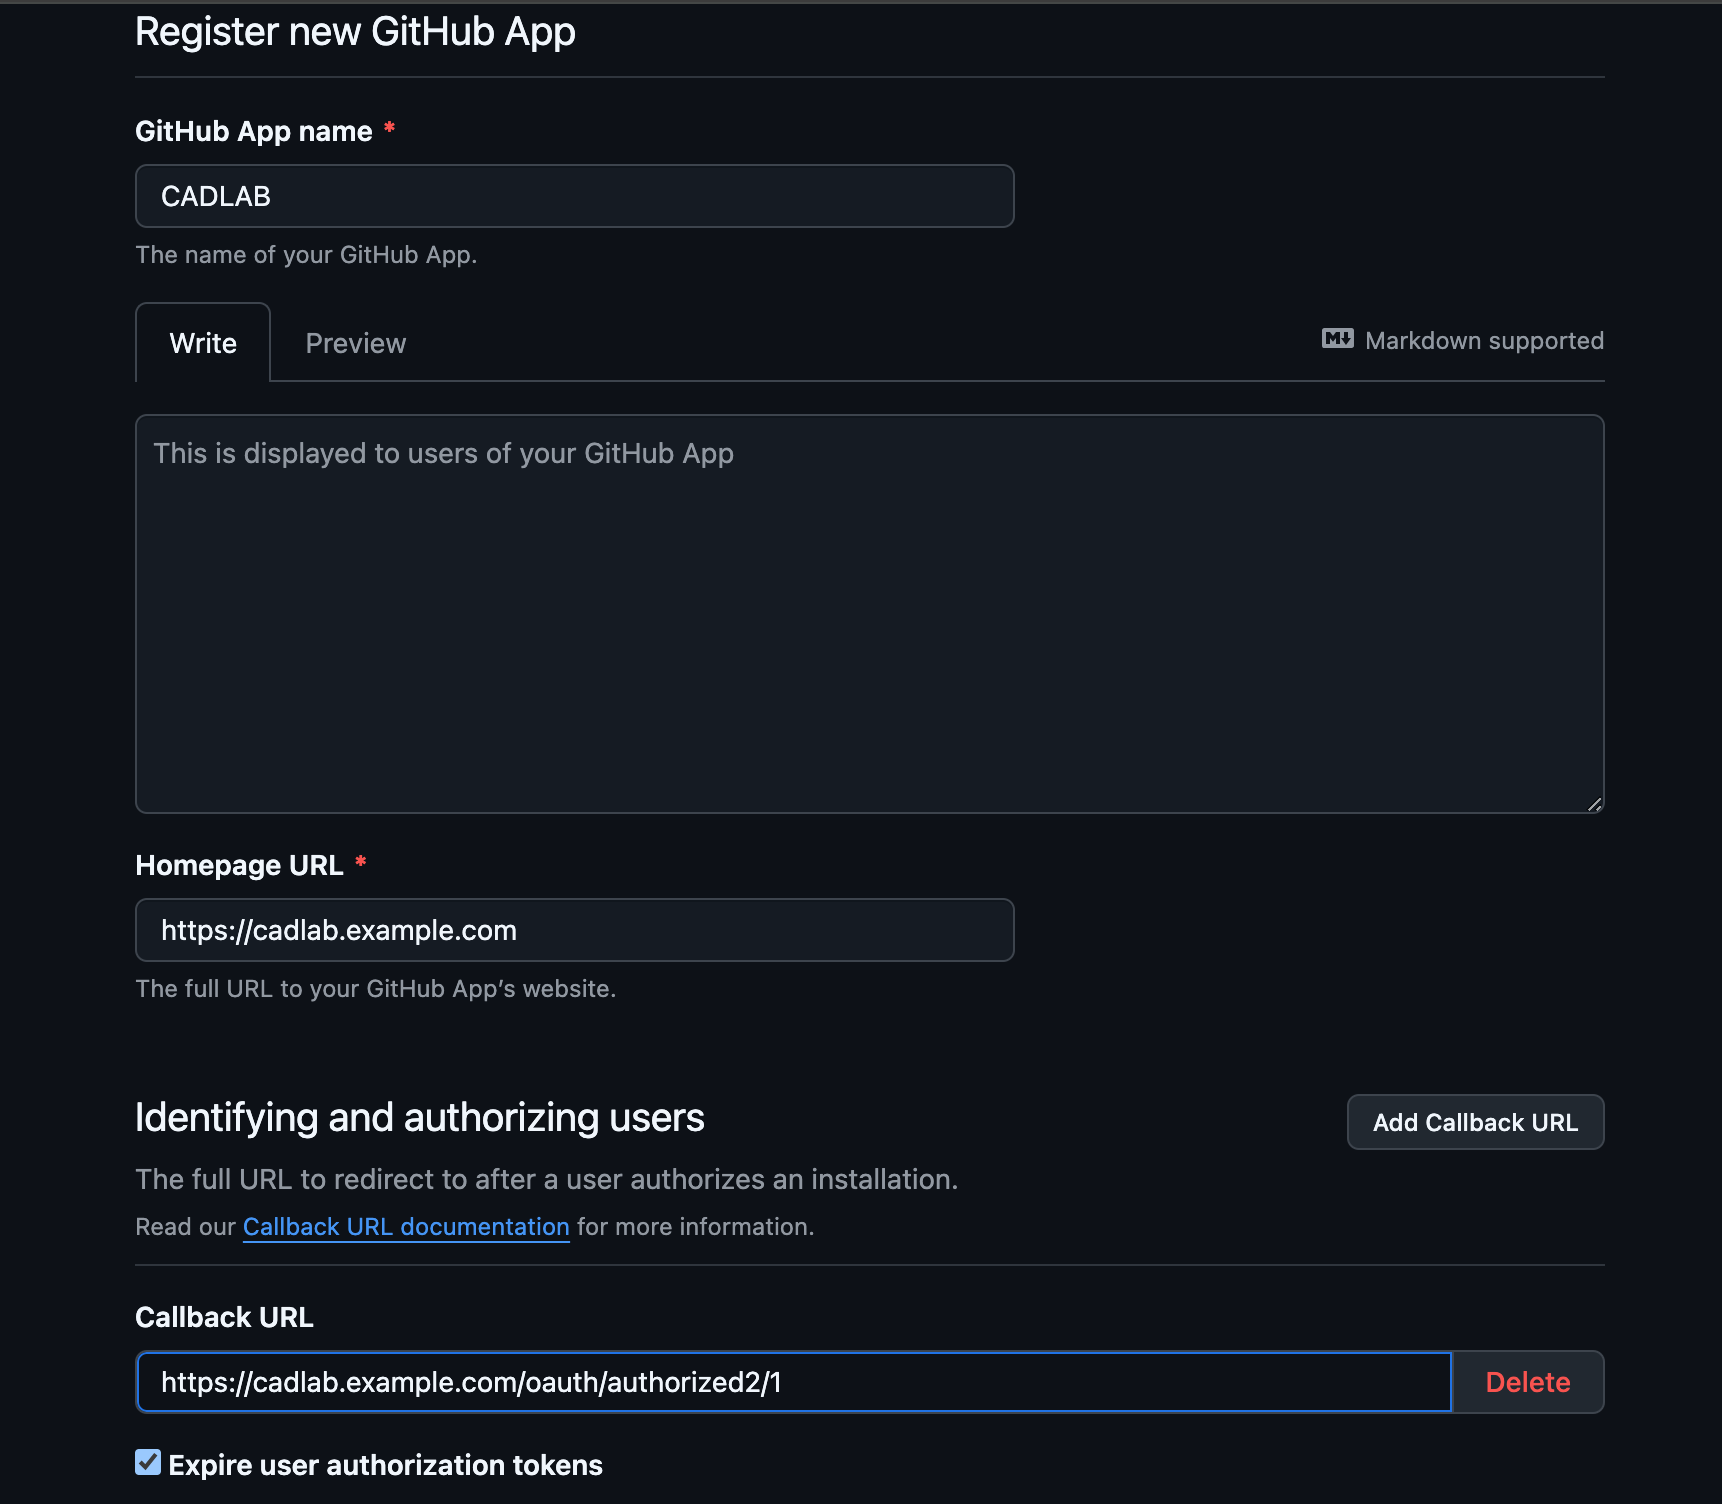 Register new GitHub App
GitHub App name *
CADLAB
The name of your GitHub App.
Write Preview Markdown supported
This is displayed to users of your GitHub App
Homepage URL *
https://cadlab.example.com
The full URL to your GitHub App’s website.
Identifying and authorizing users Add Callback URL
The full URL to redirect to after a user authorizes an installation.
Read our Callback URL documentation for more information.
Callback URL
https://cadlab.example.com/oauth/authorized2/1 Delete
Expire user authorization tokens